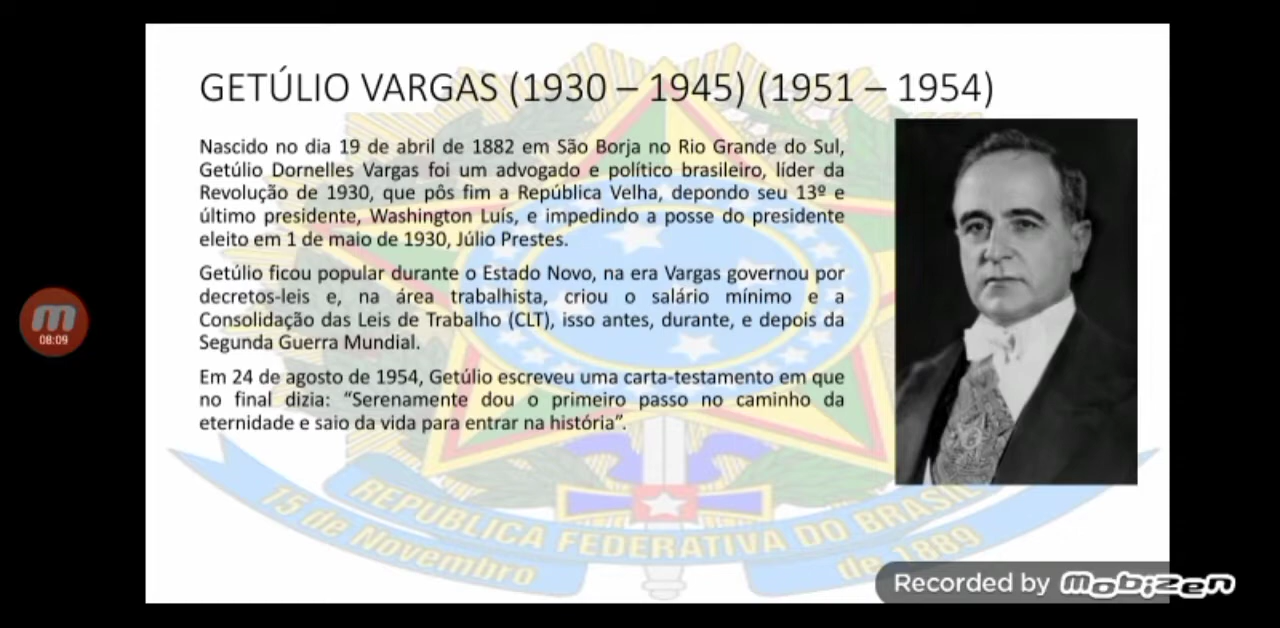 GETÚLIO VARGAS (1930 – 1945) (1951 – 1954)
Nascido no dia 19 de abril de 1882 em São Borja no Rio Grande do Sul,
Getúlio Dornelles Vargas foi um advogado e político brasileiro, líder da
Revolução de 1930, que pôs fim a República Velha, depondo seu 13º e
último presidente, Washington Luís, e impedindo a posse do presidente
eleito em 1 de maio de 1930, Júlio Prestes.
Getúlio ficou popular durante o Estado Novo, na era Vargas governou por
decretos-leis e, na área trabalhista, criou o salário mínimo e a
Consolidação das Leis de Trabalho (CLT), isso antes, durante, e depois da
Segunda Guerra Mundial.
Em 24 de agosto de 1954, Getúlio escreveu uma carta-testamento em que
no final dizia: “Serenamente dou o primeiro passo no caminho da
eternidade e saio da vida para entrar na história”.
08:09
REPÚBLICA FEDERATIVA DO BRASIL
15 de Novembro de 1889
Recorded by mobizen